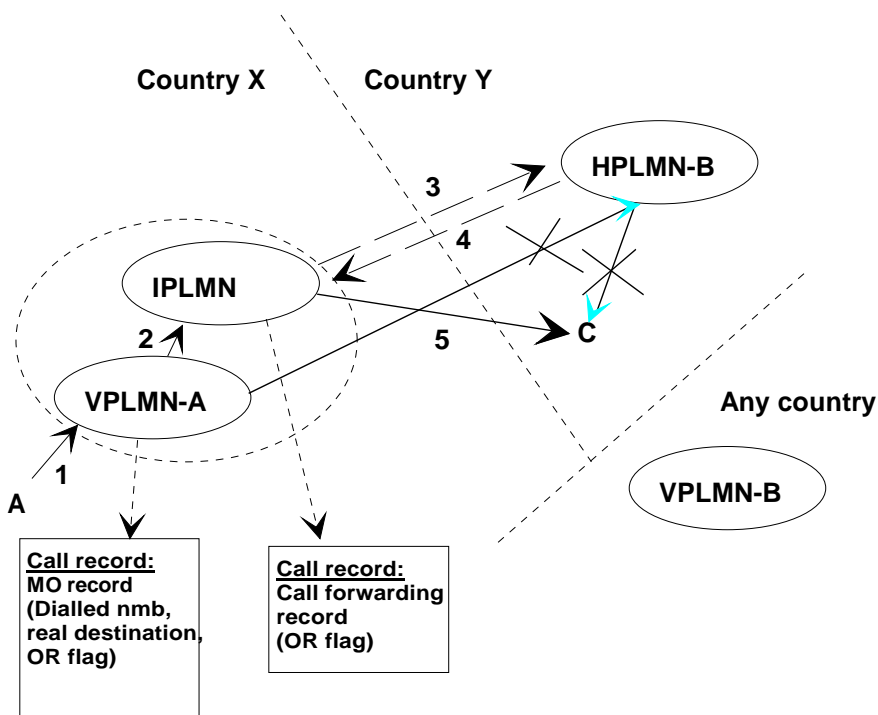 Country X
Country Y
HPLMN-B
3
4
IPLMN
C
2
5
VPLMN-A
Any country
1
A
VPLMN-B
Call record:
MO record
(Dialled nmb,
real destination,
OR flag)
Call record:
Call forwarding
record
(OR flag)